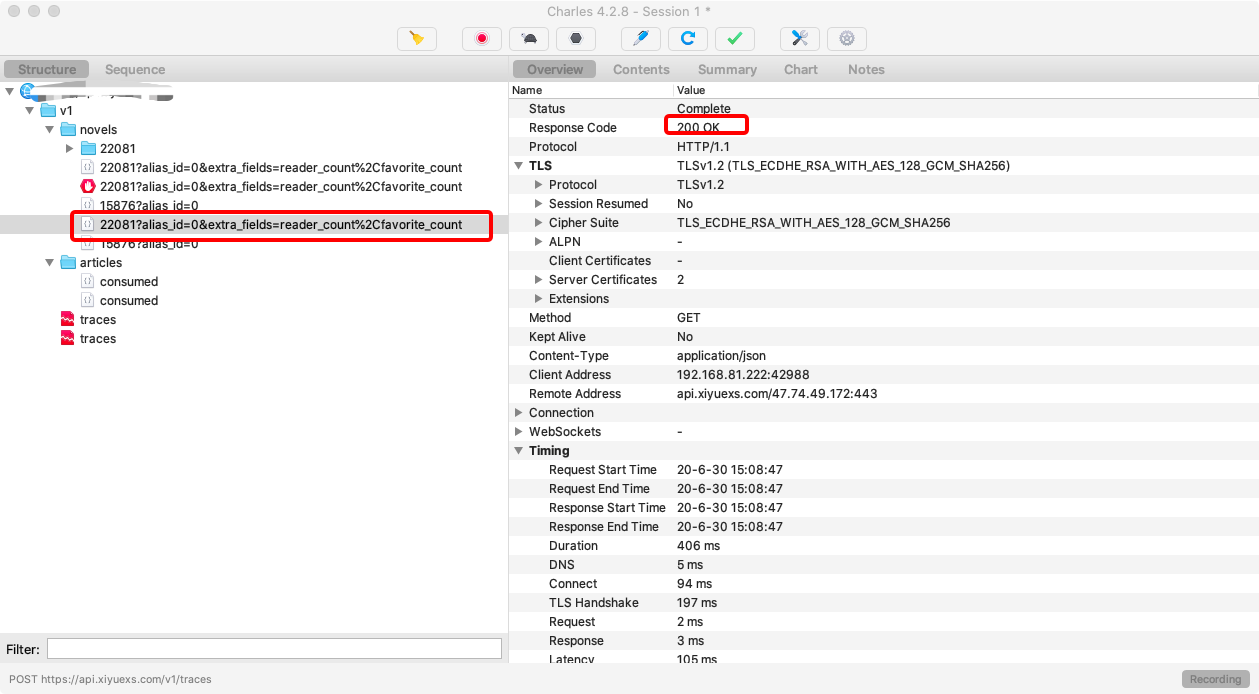 Charles 4.2.8 - Session 1 *
Structure Sequence
v1
novels
22081
22081?alias_id=0&extra_fields=reader_count%2Cfavorite_count
22081?alias_id=0&extra_fields=reader_count%2Cfavorite_count
15876?alias_id=0
22081?alias_id=0&extra_fields=reader_count%2Cfavorite_count
15876?alias_id=0
articles
consumed
consumed
traces
traces
Filter:
Overview Contents Summary Chart Notes
Name Value
Status Complete
Response Code 200 OK
Protocol HTTP/1.1
TLS TLSv1.2 (TLS_ECDHE_RSA_WITH_AES_128_GCM_SHA256)
Protocol TLSv1.2
Session Resumed No
Cipher Suite TLS_ECDHE_RSA_WITH_AES_128_GCM_SHA256
ALPN -
Client Certificates -
Server Certificates 2
Extensions
Method GET
Kept Alive No
Content-Type application/json
Client Address 192.168.81.222:42988
Remote Address api.xiyuexs.com/47.74.49.172:443
Connection
WebSockets -
Timing
Request Start Time 20-6-30 15:08:47
Request End Time 20-6-30 15:08:47
Response Start Time 20-6-30 15:08:47
Response End Time 20-6-30 15:08:47
Duration 406 ms
DNS 5 ms
Connect 94 ms
TLS Handshake 197 ms
Request 2 ms
Response 3 ms
Latency 105 ms
POST https://api.xiyuexs.com/v1/traces
Recording